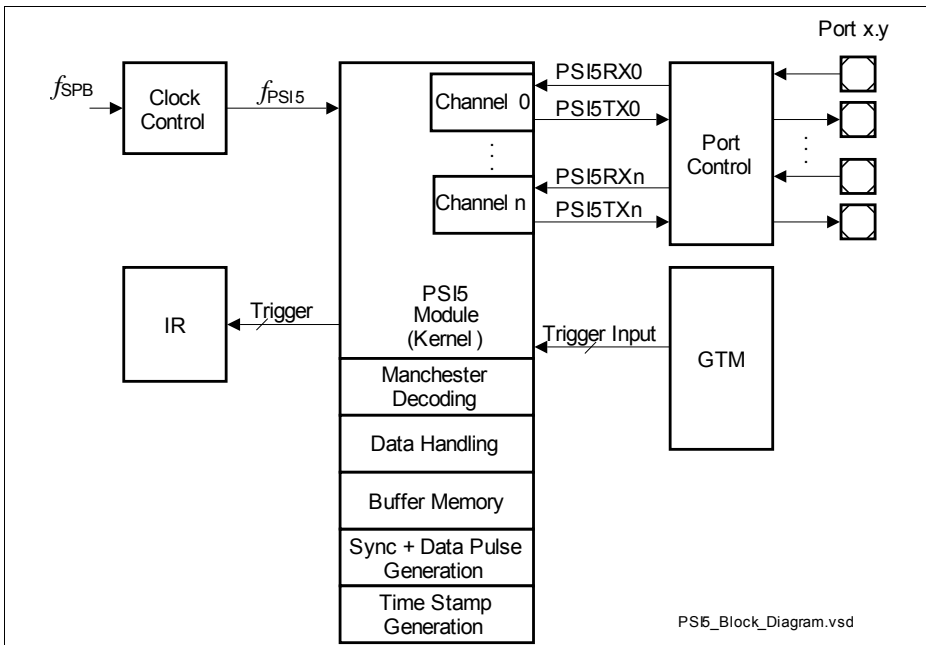 Port x.y
fSPB
Clock
Control
fPSI5
Channel 0
PSI5RX0
PSI5TX0
Channel n
PSI5RXn
PSI5TXn
Port
Control
IR
Trigger
PSI5
Module
(Kernel)
Trigger Input
GTM
Manchester
Decoding
Data Handling
Buffer Memory
Sync + Data Pulse
Generation
Time Stamp
Generation
PSI5_Block_Diagram.vsd